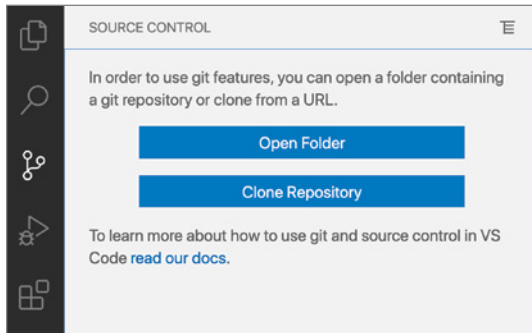 SOURCE CONTROL
In order to use git features, you can open a folder containing
a git repository or clone from a URL.
Open Folder
Clone Repository
To learn more about how to use git and source control in VS
Code read our docs.